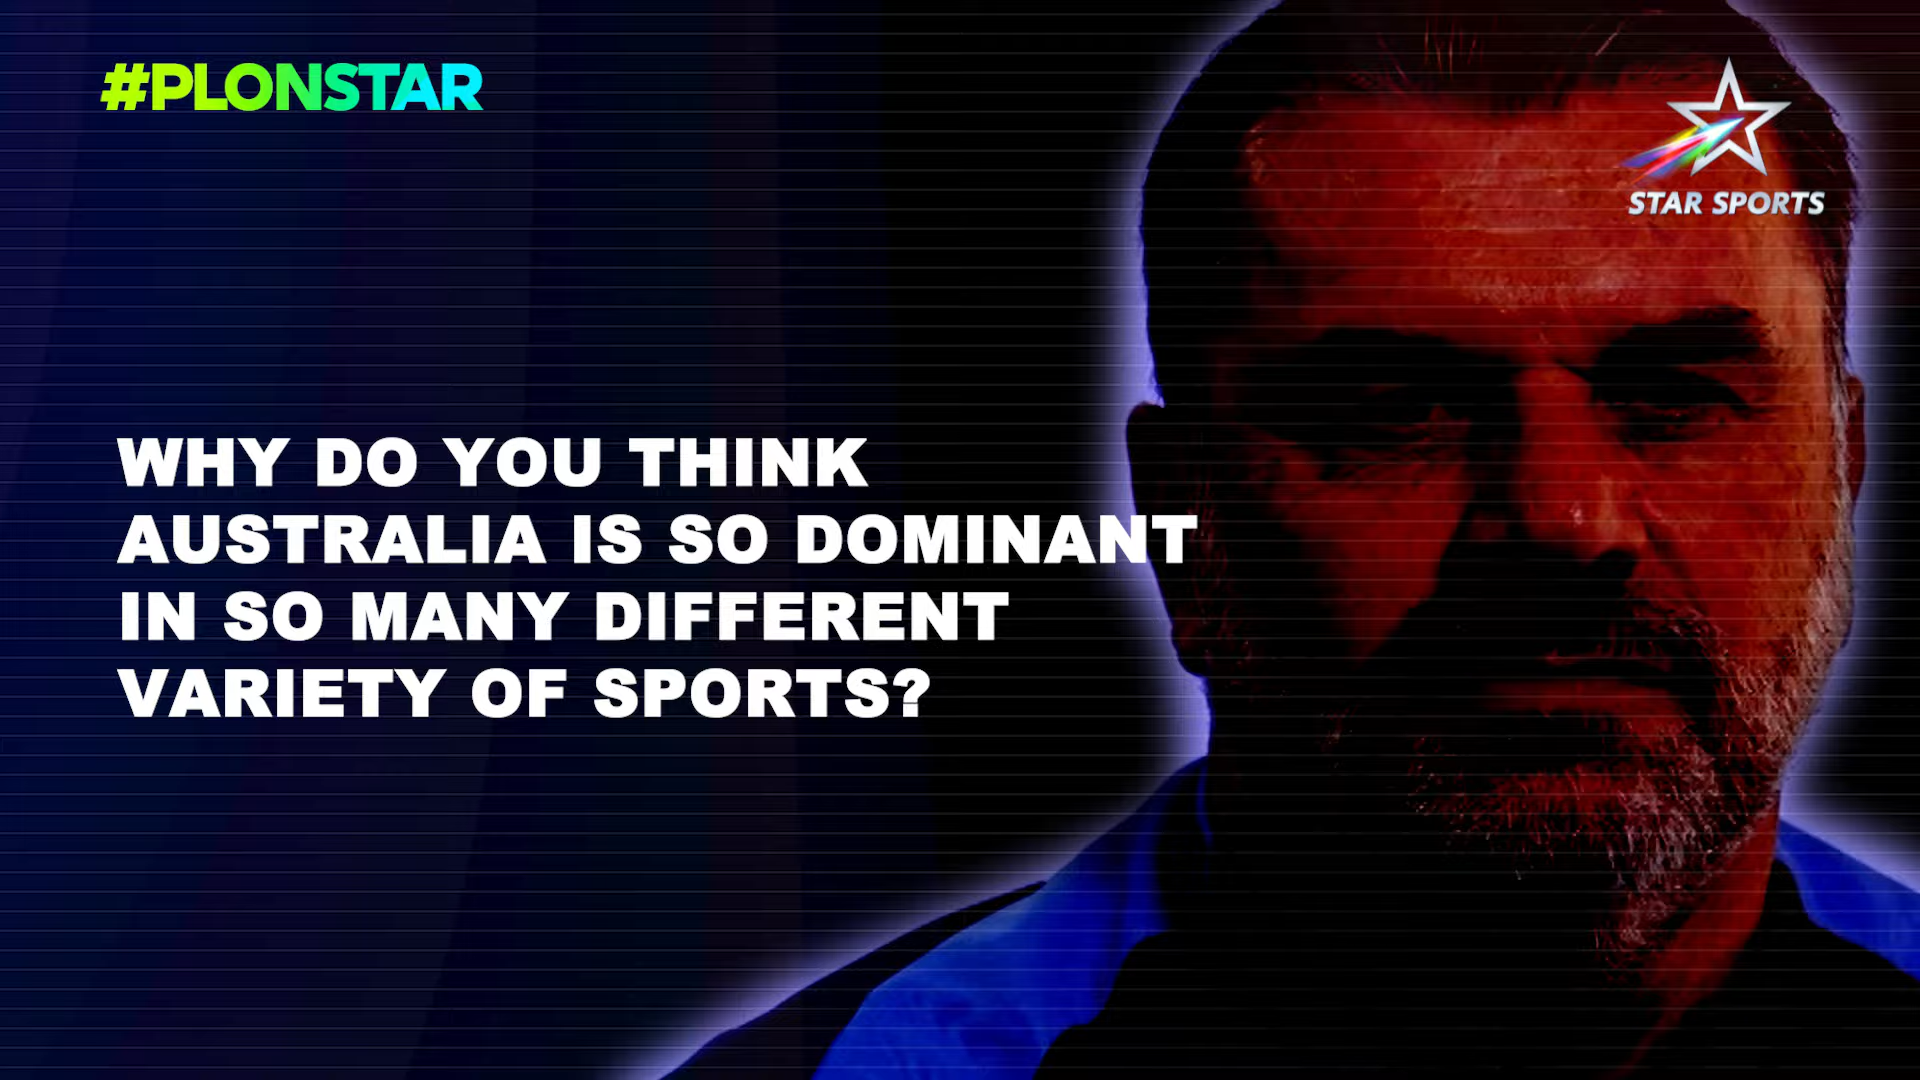 #PLONSTAR
STAR SPORTS
WHY DO YOU THINK
AUSTRALIA IS SO DOMINANT
IN SO MANY DIFFERENT
VARIETY OF SPORTS?